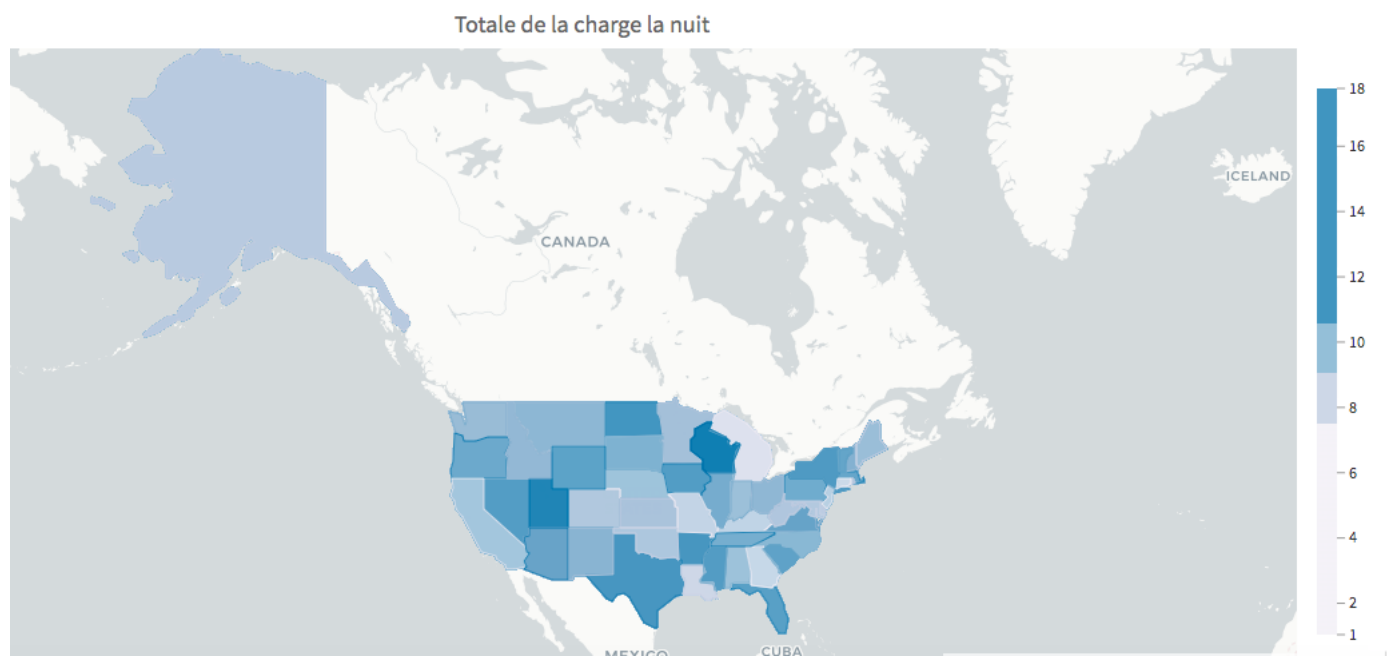 Totale de la charge la nuit
18
16
ICELAND
14
CANADA
12
10
8
6
4
2
1
MEXICO
CUBA